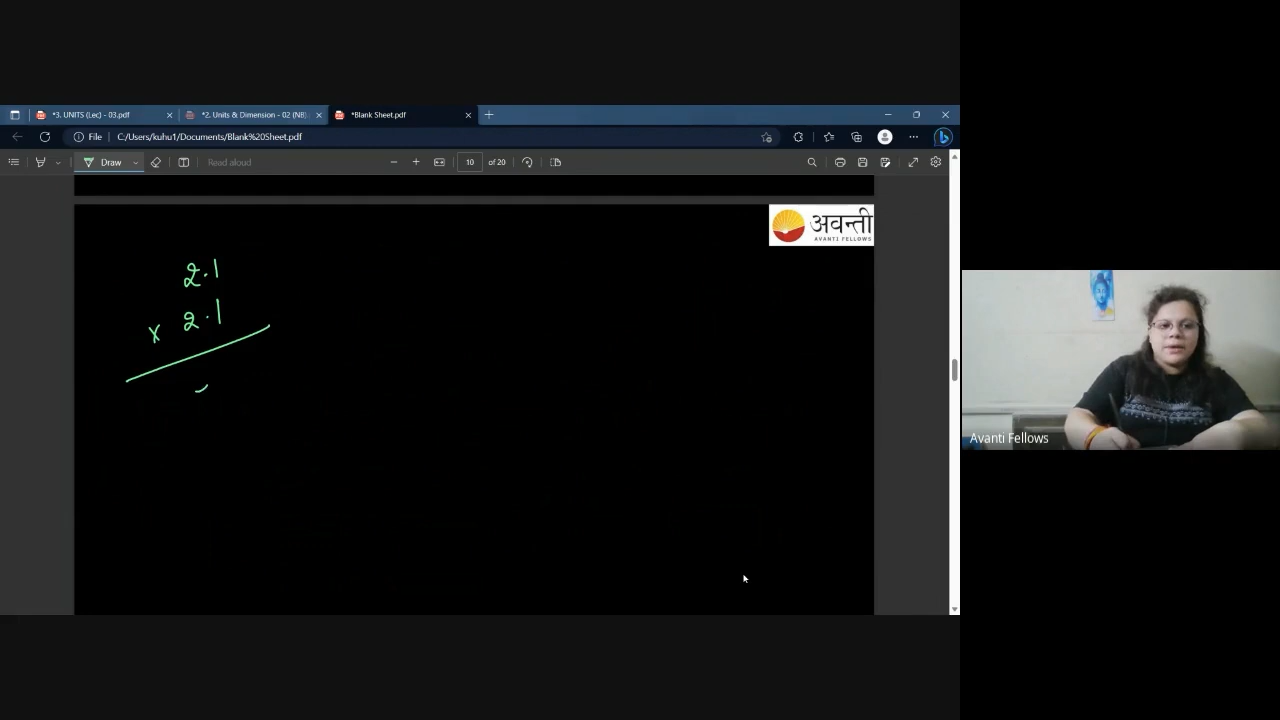 *3. UNITS (Lec) - 03.pdf
*2. Units & Dimension - 02 (NB).
*Blank Sheet.pdf
File
C:/Users/kuhu1/Documents/Blank%20Sheet.pdf
Draw
Read aloud
10 of 20
अवन्ती
AVANTI FELLOWS
2.1
x 2.1
Avanti Fellows